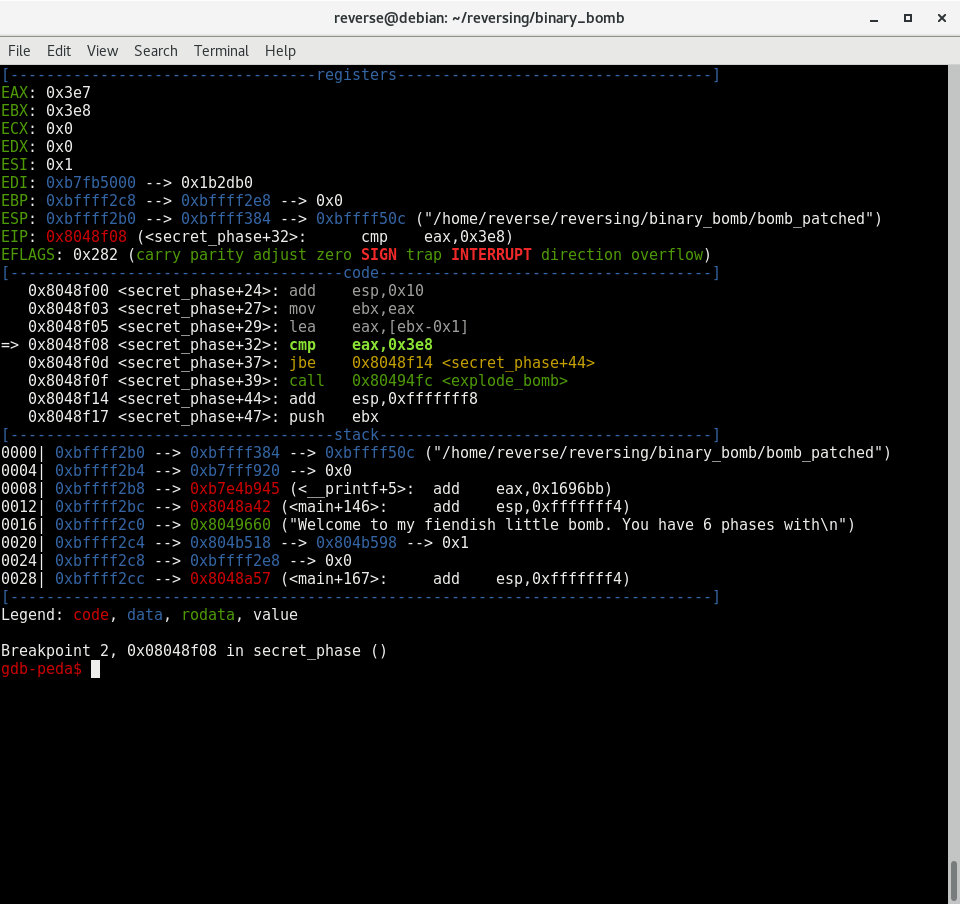 reverse@debian: ~/reversing/binary_bomb
File Edit View Search Terminal Help
[----------------------------------registers-----------------------------------]
EAX: 0x3e7
EBX: 0x3e8
ECX: 0x0
EDX: 0x0
ESI: 0x1
EDI: 0xb7fb5000 --> 0x1b2db0
EBP: 0xbffff2c8 --> 0xbffff2e8 --> 0x0
ESP: 0xbffff2b0 --> 0xbffff384 --> 0xbffff50c ("/home/reverse/reversing/binary_bomb/bomb_patched")
EIP: 0x8048f08 (<secret_phase+32>:      cmp    eax,0x3e8)
EFLAGS: 0x282 (carry parity adjust zero SIGN trap INTERRUPT direction overflow)
[-------------------------------------code-------------------------------------]
   0x8048f00 <secret_phase+24>: add    esp,0x10
   0x8048f03 <secret_phase+27>: mov    ebx,eax
   0x8048f05 <secret_phase+29>: lea    eax,[ebx-0x1]
=> 0x8048f08 <secret_phase+32>: cmp    eax,0x3e8
   0x8048f0d <secret_phase+37>: jbe    0x8048f14 <secret_phase+44>
   0x8048f0f <secret_phase+39>: call   0x80494fc <explode_bomb>
   0x8048f14 <secret_phase+44>: add    esp,0xfffffff8
   0x8048f17 <secret_phase+47>: push   ebx
[------------------------------------stack-------------------------------------]
0000| 0xbffff2b0 --> 0xbffff384 --> 0xbffff50c ("/home/reverse/reversing/binary_bomb/bomb_patched")
0004| 0xbffff2b4 --> 0xb7fff920 --> 0x0
0008| 0xbffff2b8 --> 0xb7e4b945 (<__printf+5>:  add    eax,0x1696bb)
0012| 0xbffff2bc --> 0x8048a42 (<main+146>:     add    esp,0xfffffff4)
0016| 0xbffff2c0 --> 0x8049660 ("Welcome to my fiendish little bomb. You have 6 phases with\n")
0020| 0xbffff2c4 --> 0x804b518 --> 0x804b598 --> 0x1
0024| 0xbffff2c8 --> 0xbffff2e8 --> 0x0
0028| 0xbffff2cc --> 0x8048a57 (<main+167>:     add    esp,0xfffffff4)
[------------------------------------------------------------------------------]
Legend: code, data, rodata, value
Breakpoint 2, 0x08048f08 in secret_phase ()
gdb-peda$